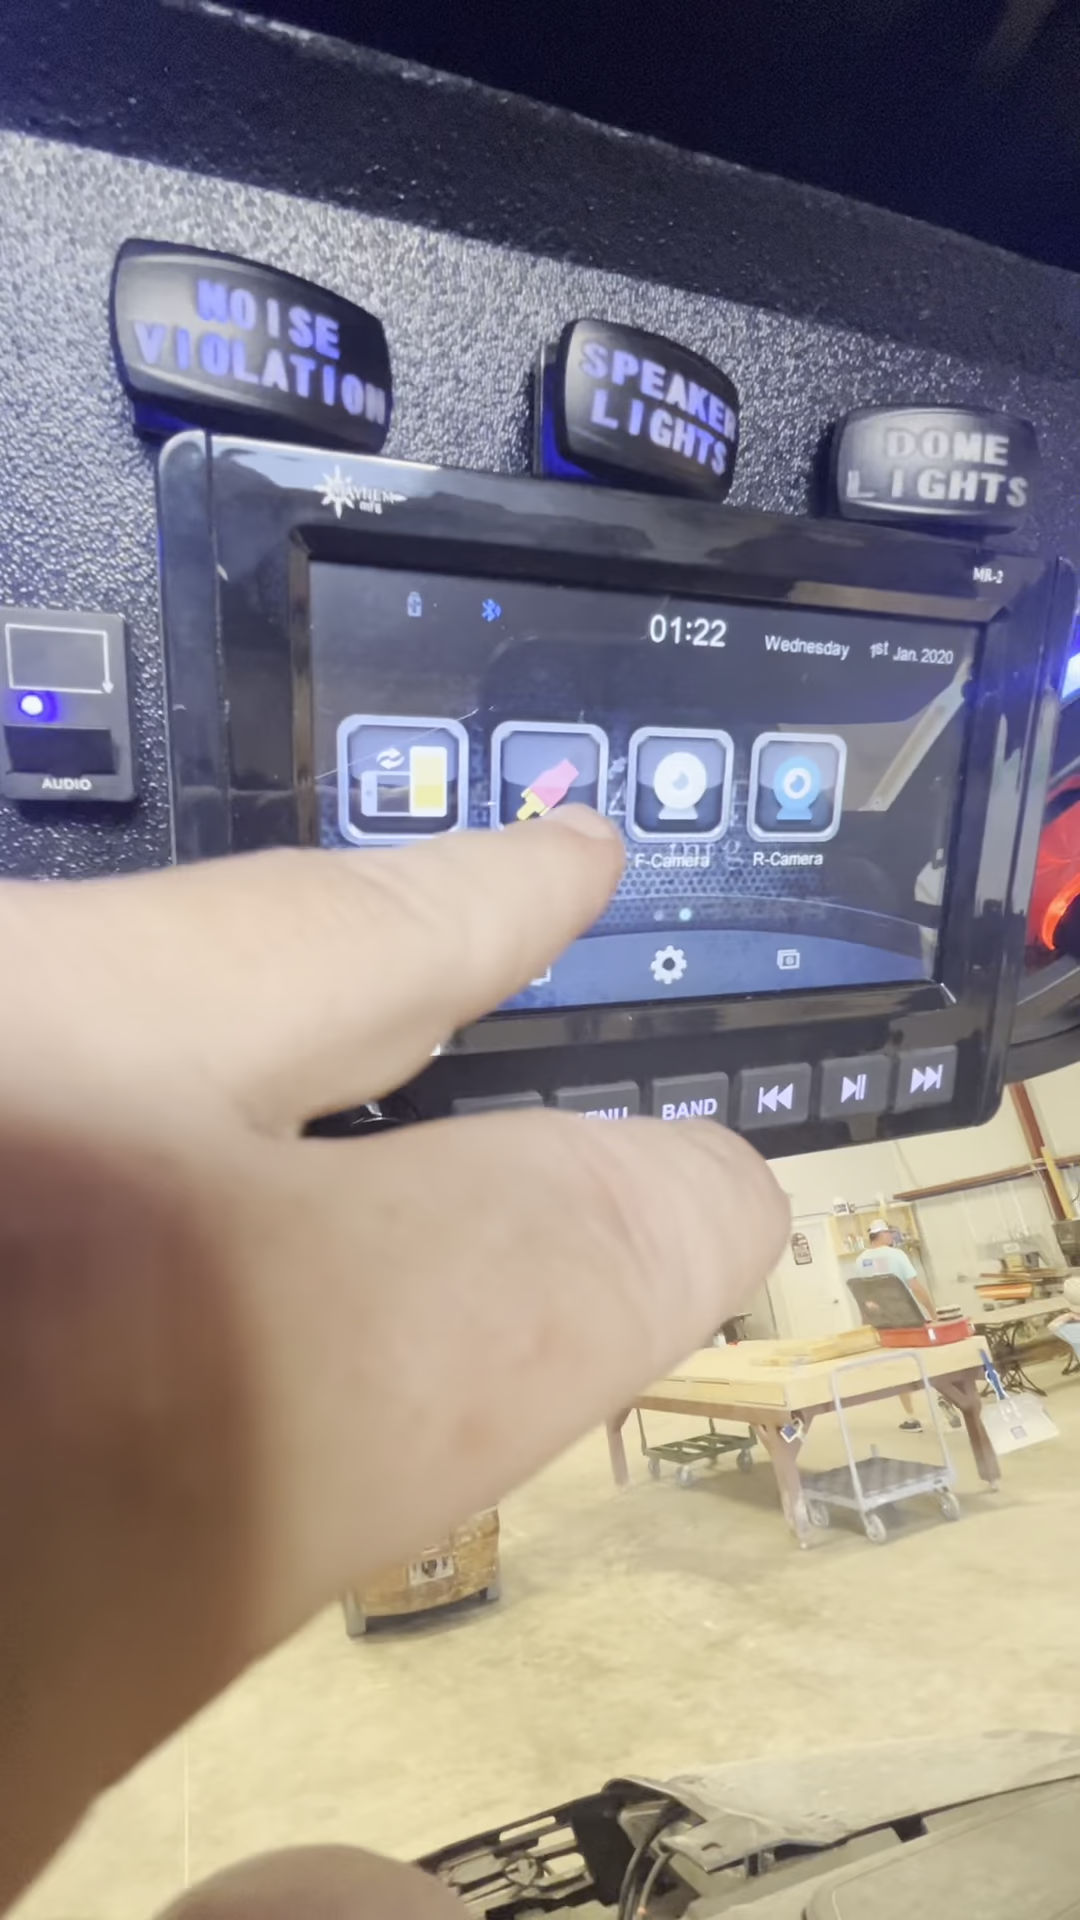 NOISE
VIOLATION
SPEAKER
LIGHTS
DOME
LIGHTS
MAYHEM
mfg
MR-2
01:22
Wednesday
1st Jan. 2020
AUDIO
F-Camera
R-Camera
BAND